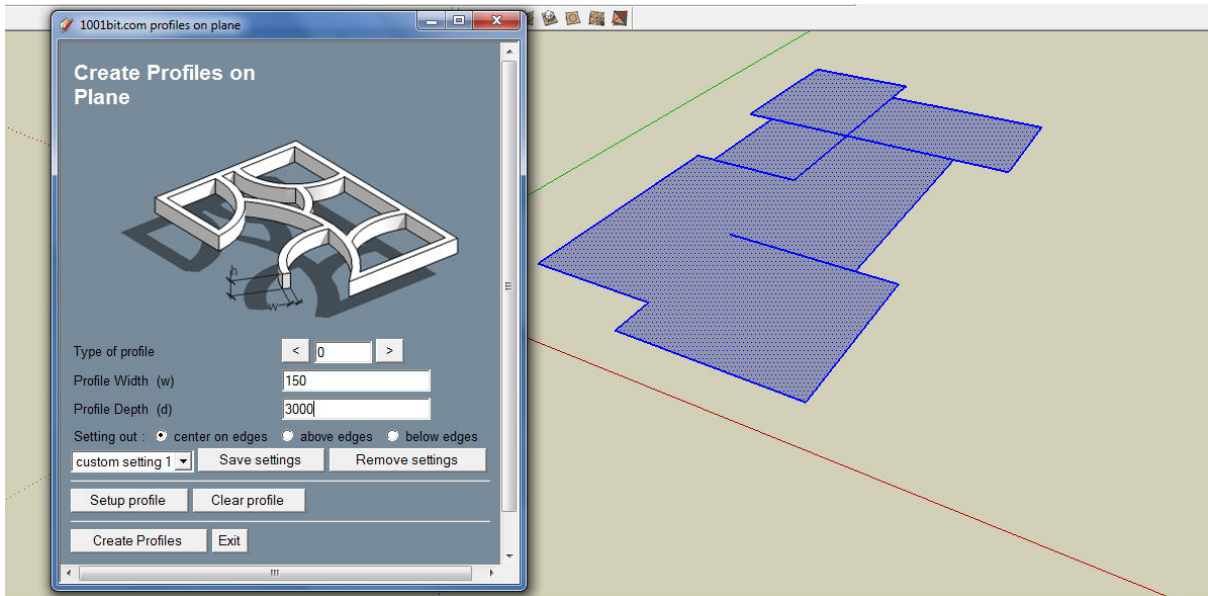 1001bit.com profiles on plane
Create Profiles on
Plane
h
w
Type of profile < 0 >
Profile Width (w) 150
Profile Depth (d) 3000
Setting out : center on edges above edges below edges
custom setting 1 Save settings Remove settings
Setup profile Clear profile
Create Profiles Exit